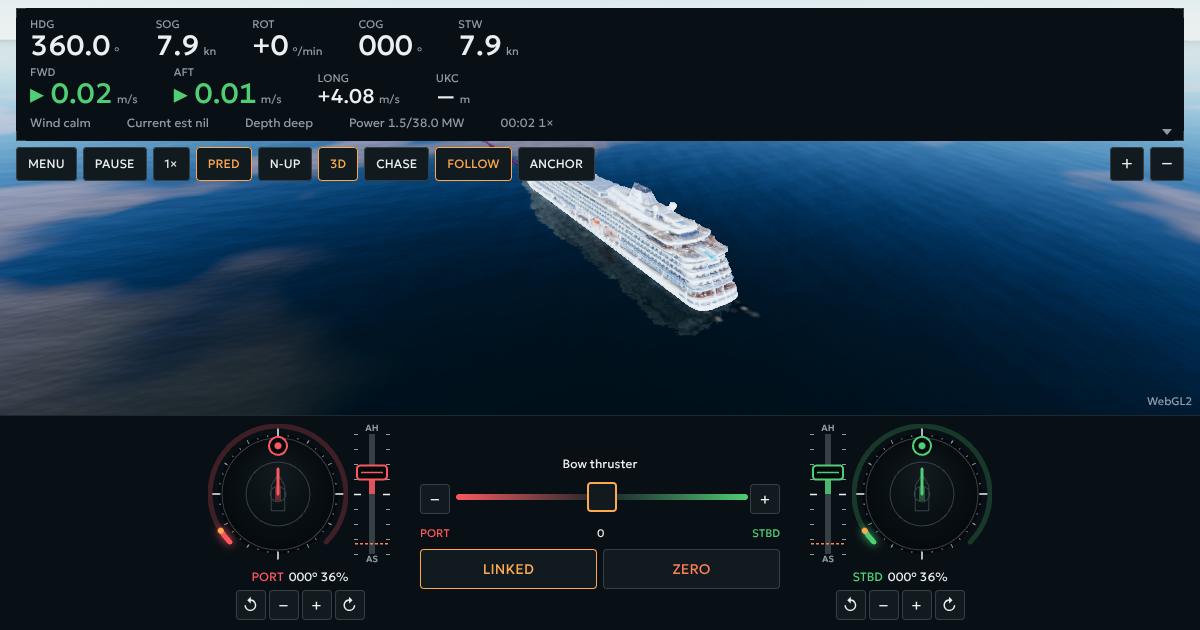 HDG SOG ROT COG STW
360.0 ° 7.9 kn +0 °/min 000 ° 7.9 kn
FWD AFT LONG UKC
▶ 0.02 m/s ▶ 0.01 m/s +4.08 m/s — m
Wind calm Current est nil Depth deep Power 1.5/38.0 MW 00:02 1×
MENU PAUSE 1× PRED N-UP 3D CHASE FOLLOW ANCHOR + −
WebGL2
AH AH
Bow thruster
− +
PORT 0 STBD
AS AS
LINKED ZERO
PORT 000° 36% STBD 000° 36%
− + − +